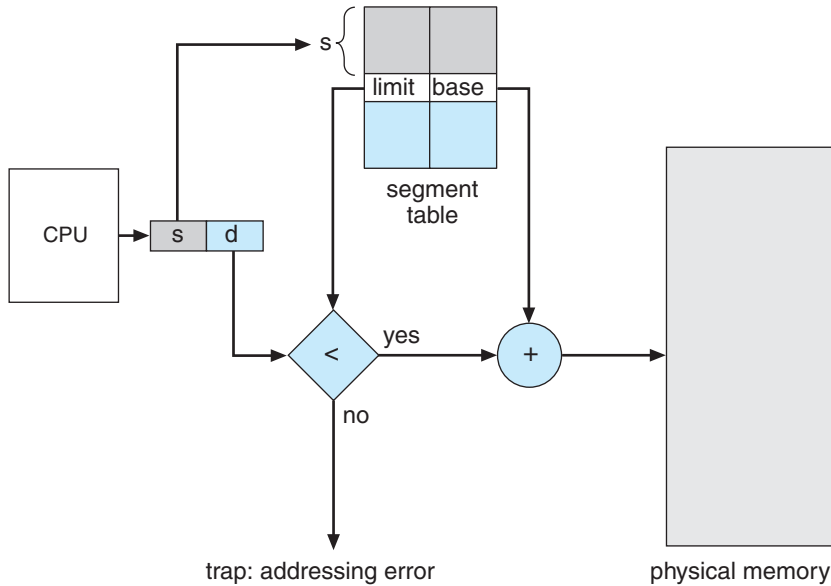 s
limit base
segment
table
CPU
s d
<
yes
+
no
trap: addressing error
physical memory